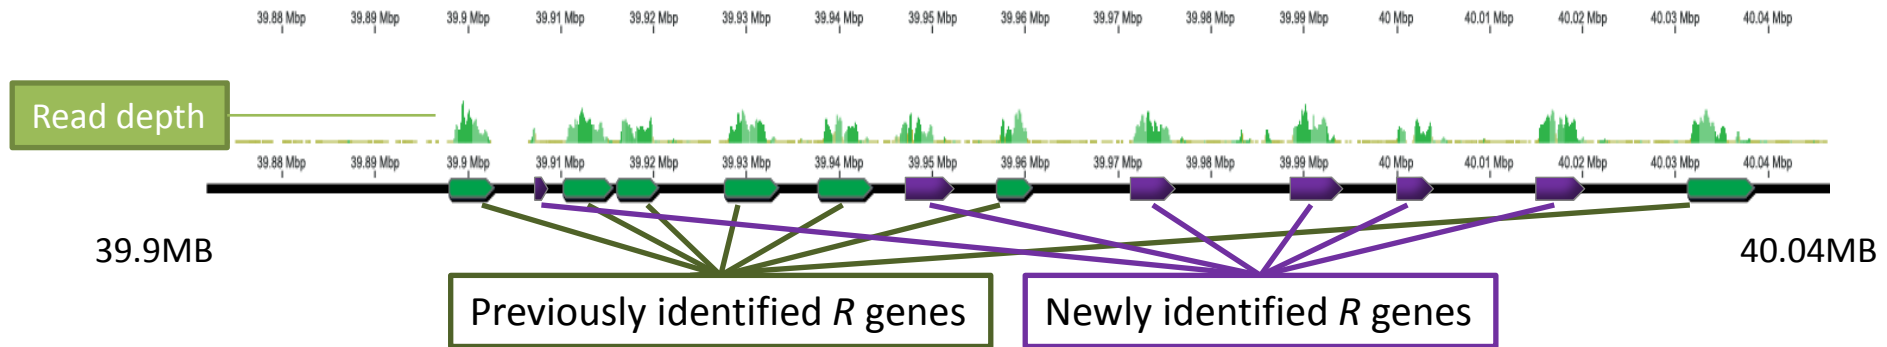 39.88 Mbp 39.89 Mbp 39.9 Mbp 39.91 Mbp 39.92 Mbp 39.93 Mbp 39.94 Mbp 39.95 Mbp 39.96 Mbp 39.97 Mbp 39.98 Mbp 39.99 Mbp 40 Mbp 40.01 Mbp 40.02 Mbp 40.03 Mbp 40.04 Mbp
Read depth
39.88 Mbp 39.89 Mbp 39.9 Mbp 39.91 Mbp 39.92 Mbp 39.93 Mbp 39.94 Mbp 39.95 Mbp 39.96 Mbp 39.97 Mbp 39.98 Mbp 39.99 Mbp 40 Mbp 40.01 Mbp 40.02 Mbp 40.03 Mbp 40.04 Mbp
39.9MB
40.04MB
Previously identified R genes
Newly identified R genes